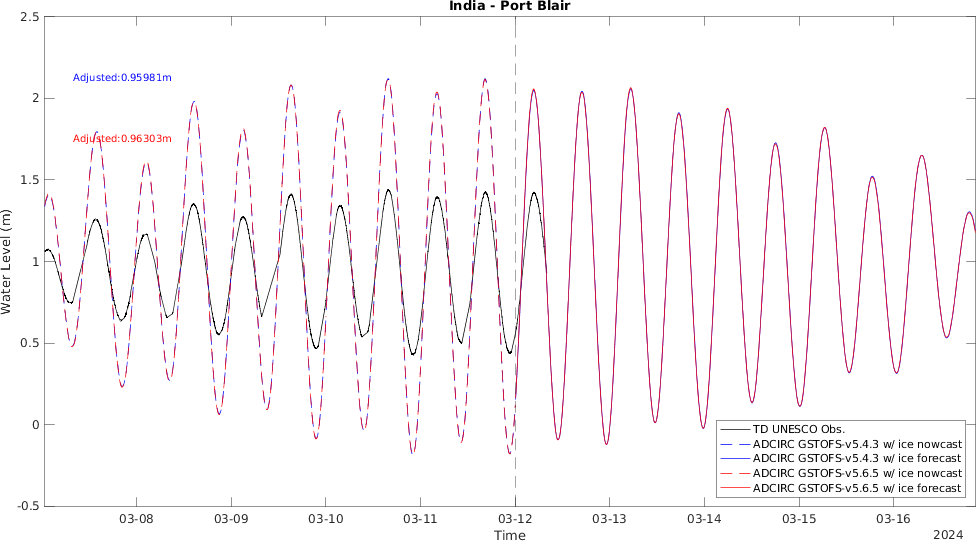 India - Port Blair
2.5
2
1.5
1
0.5
0
-0.5
Water Level (m)
Adjusted:0.95981m
Adjusted:0.96303m
TD UNESCO Obs.
ADCIRC GSTOFS-v5.4.3 w/ ice nowcast
ADCIRC GSTOFS-v5.4.3 w/ ice forecast
ADCIRC GSTOFS-v5.6.5 w/ ice nowcast
ADCIRC GSTOFS-v5.6.5 w/ ice forecast
03-08 03-09 03-10 03-11 03-12 03-13 03-14 03-15 03-16
Time
2024